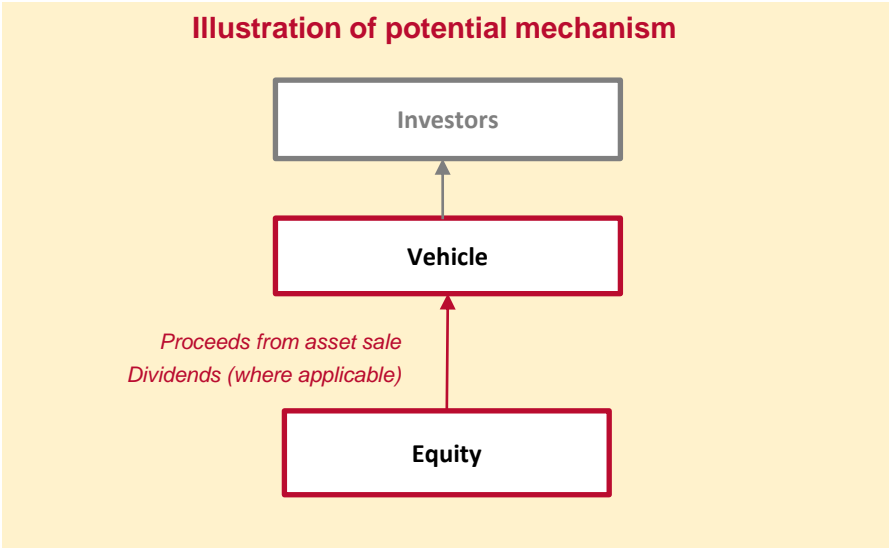 Illustration of potential mechanism
Investors
Vehicle
Proceeds from asset sale
Dividends (where applicable)
Equity